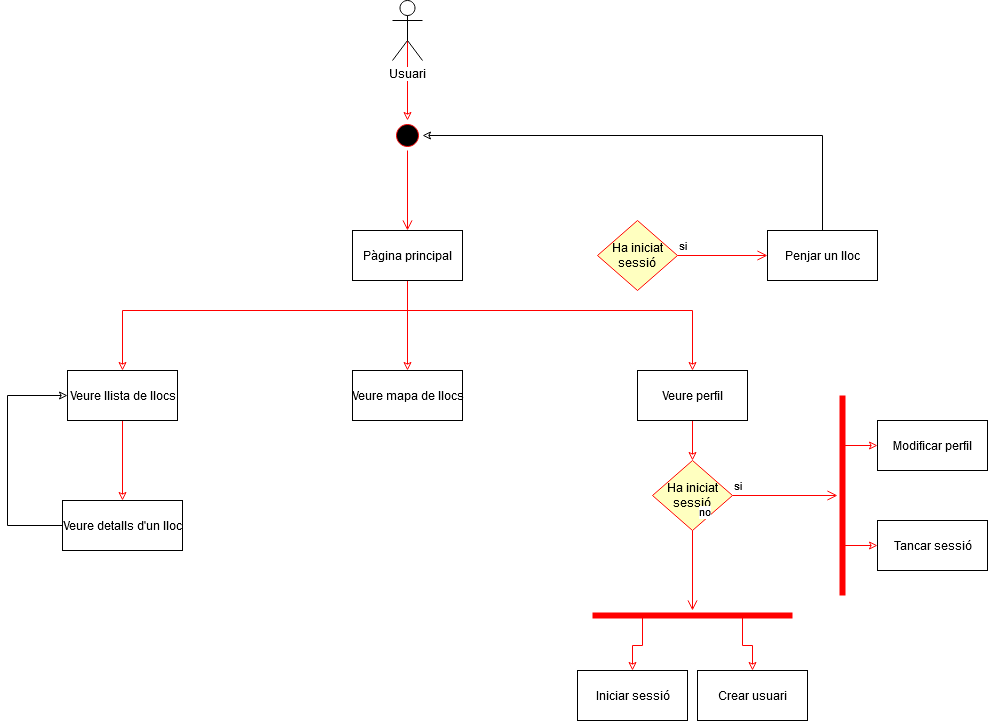 Usuari
Pàgina principal
Ha iniciat
sessió
si
Penjar un lloc
Veure llista de llocs
Veure mapa de llocs
Veure perfil
Ha iniciat
sessió
si
no
Modificar perfil
Veure detalls d'un lloc
Tancar sessió
Iniciar sessió
Crear usuari